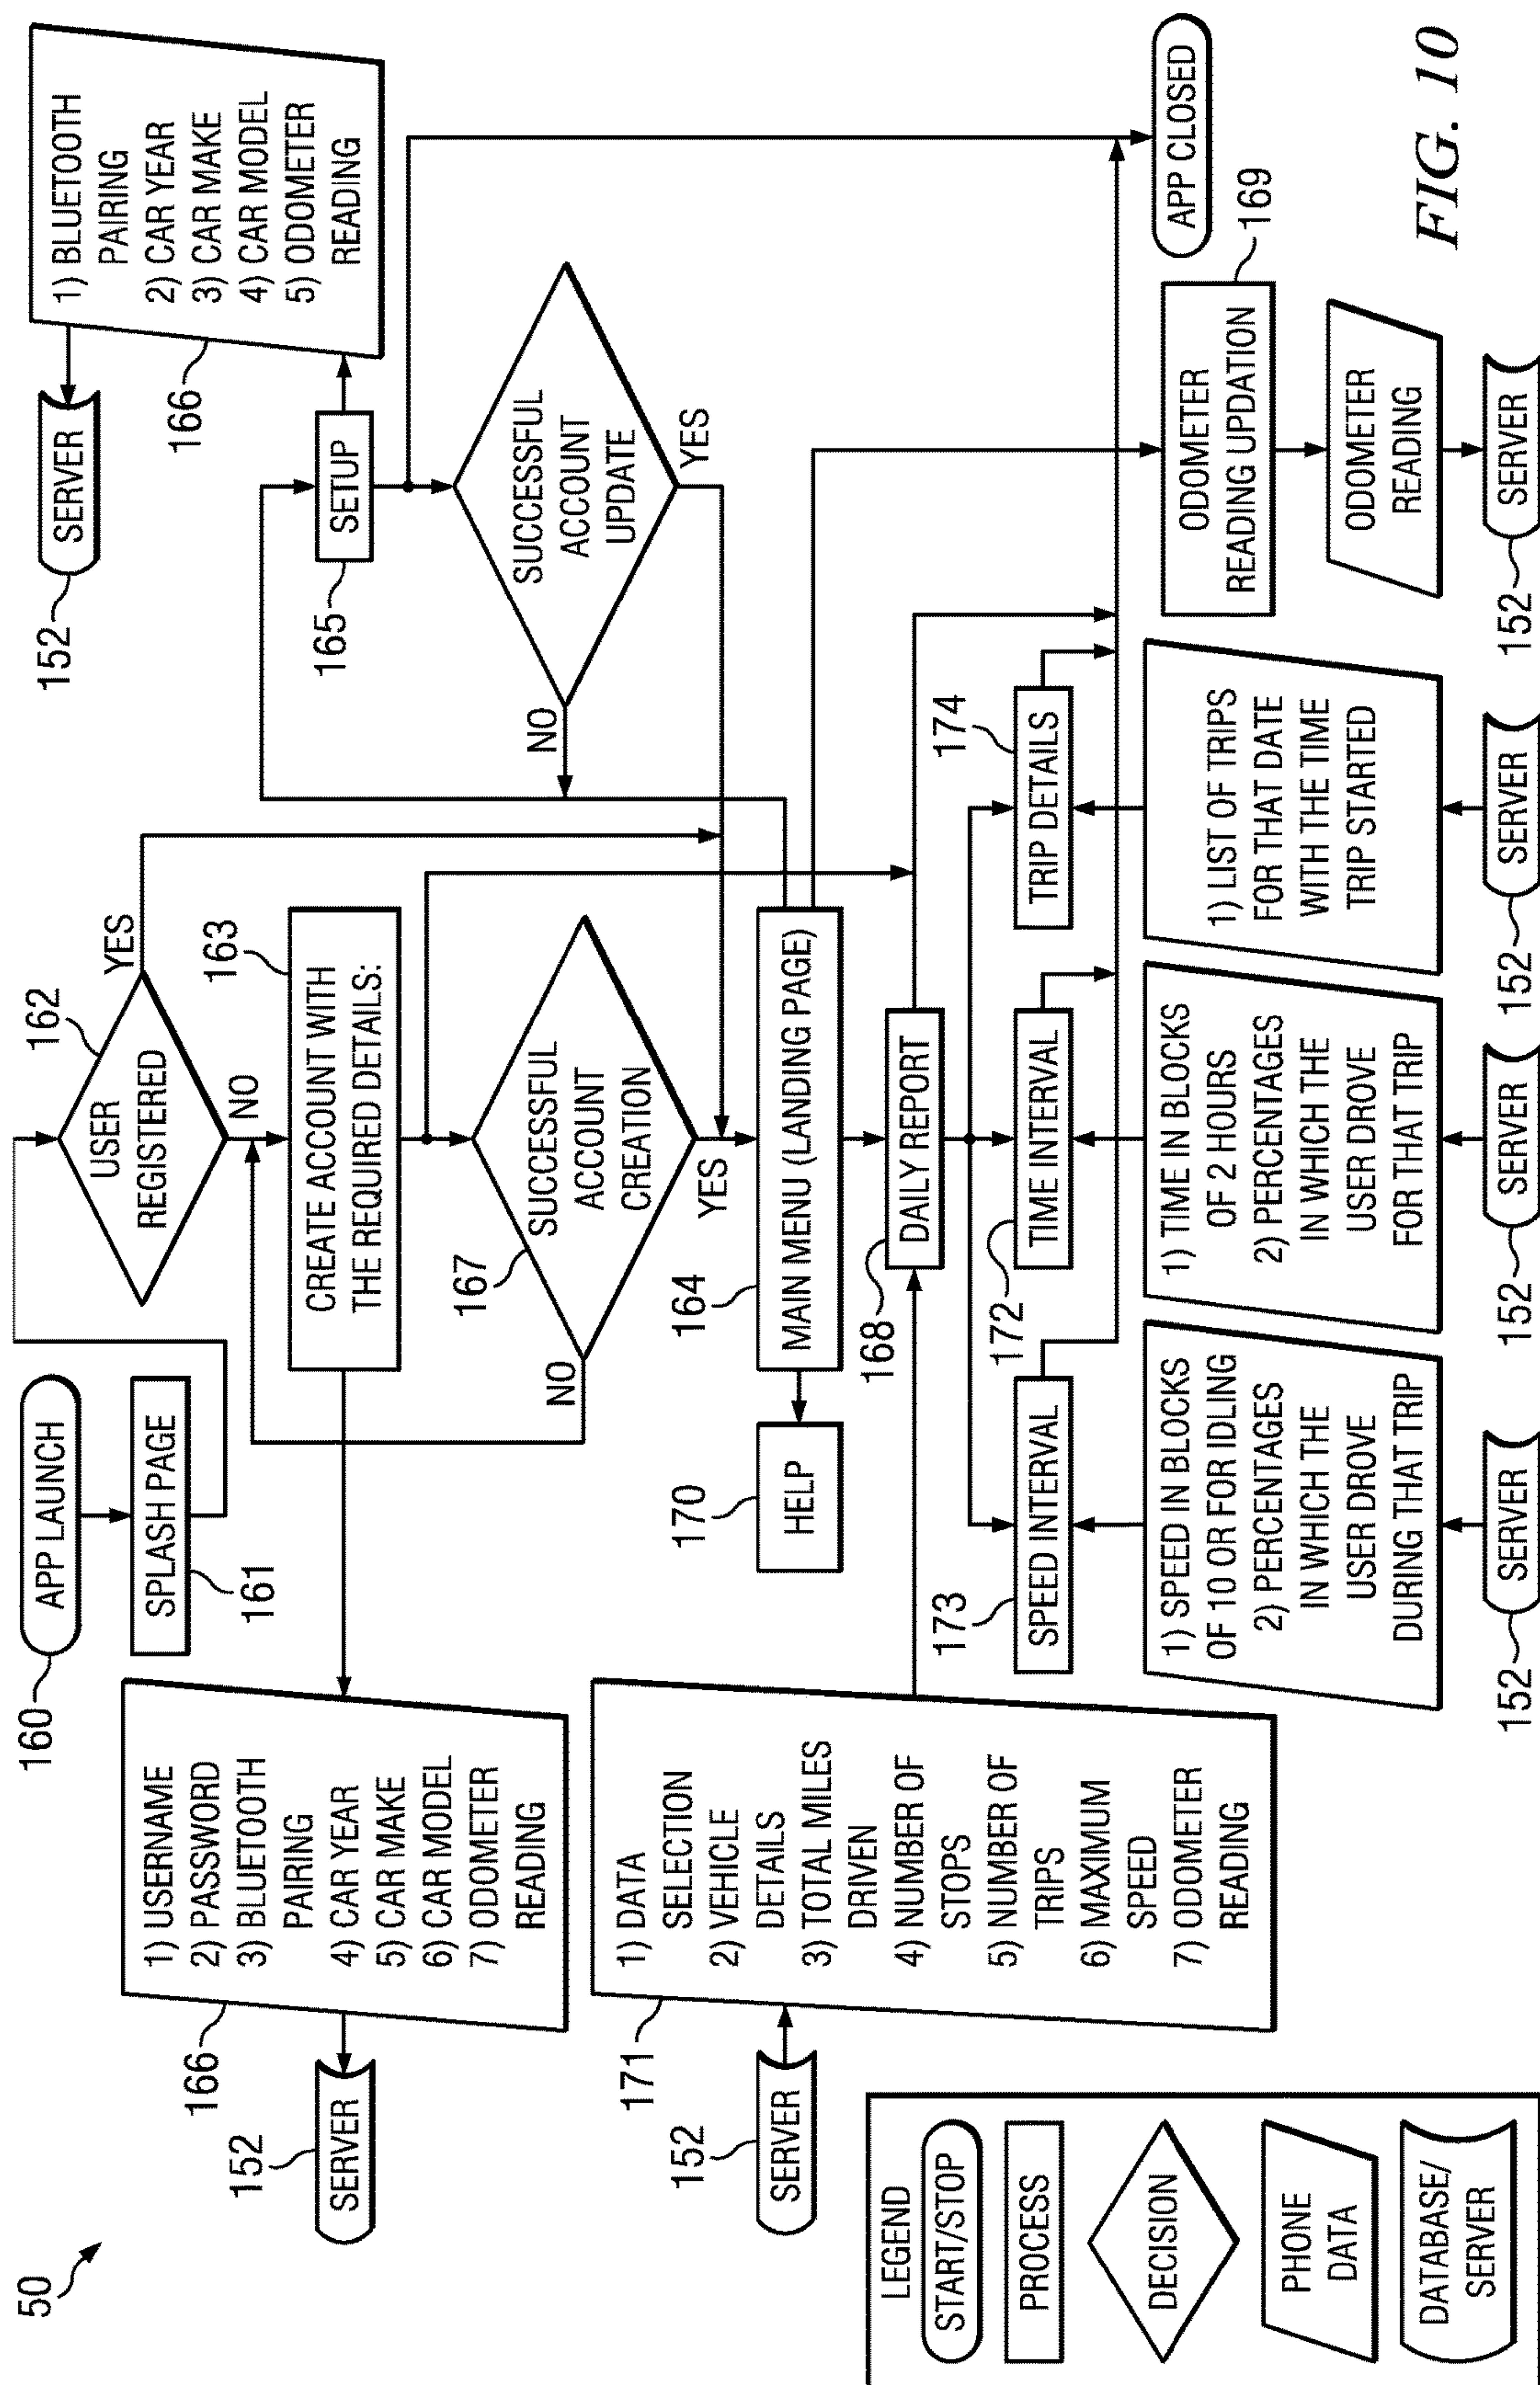 50
160
APP LAUNCH
SPLASH PAGE
161
162
USER
REGISTERED
YES
NO
163
CREATE ACCOUNT WITH
THE REQUIRED DETAILS:
166
1) USERNAME
2) PASSWORD
3) BLUETOOTH
PAIRING
4) CAR YEAR
5) CAR MAKE
6) CAR MODEL
7) ODOMETER
READING
152
SERVER
167
SUCCESSFUL
ACCOUNT
CREATION
NO
YES
152
SERVER
1) BLUETOOTH
PAIRING
2) CAR YEAR
3) CAR MAKE
4) CAR MODEL
5) ODOMETER
READING
166
SETUP
165
SUCCESSFUL
ACCOUNT
UPDATE
NO
YES
164
MAIN MENU (LANDING PAGE)
170
HELP
171
1) DATA
SELECTION
2) VEHICLE
DETAILS
3) TOTAL MILES
DRIVEN
4) NUMBER OF
STOPS
5) NUMBER OF
TRIPS
6) MAXIMUM
SPEED
7) ODOMETER
READING
152
SERVER
168
DAILY REPORT
173
SPEED INTERVAL
172
TIME INTERVAL
174
TRIP DETAILS
1) SPEED IN BLOCKS
OF 10 OR FOR IDLING
2) PERCENTAGES
IN WHICH THE
USER DROVE
DURING THAT TRIP
152
SERVER
1) TIME IN BLOCKS
OF 2 HOURS
2) PERCENTAGES
IN WHICH THE
USER DROVE
FOR THAT TRIP
152
SERVER
1) LIST OF TRIPS
FOR THAT DATE
WITH THE TIME
TRIP STARTED
152
SERVER
APP CLOSED
169
ODOMETER
READING UPDATION
ODOMETER
READING
152
SERVER
LEGEND
START/STOP
PROCESS
DECISION
PHONE
DATA
DATABASE/
SERVER
FIG. 10